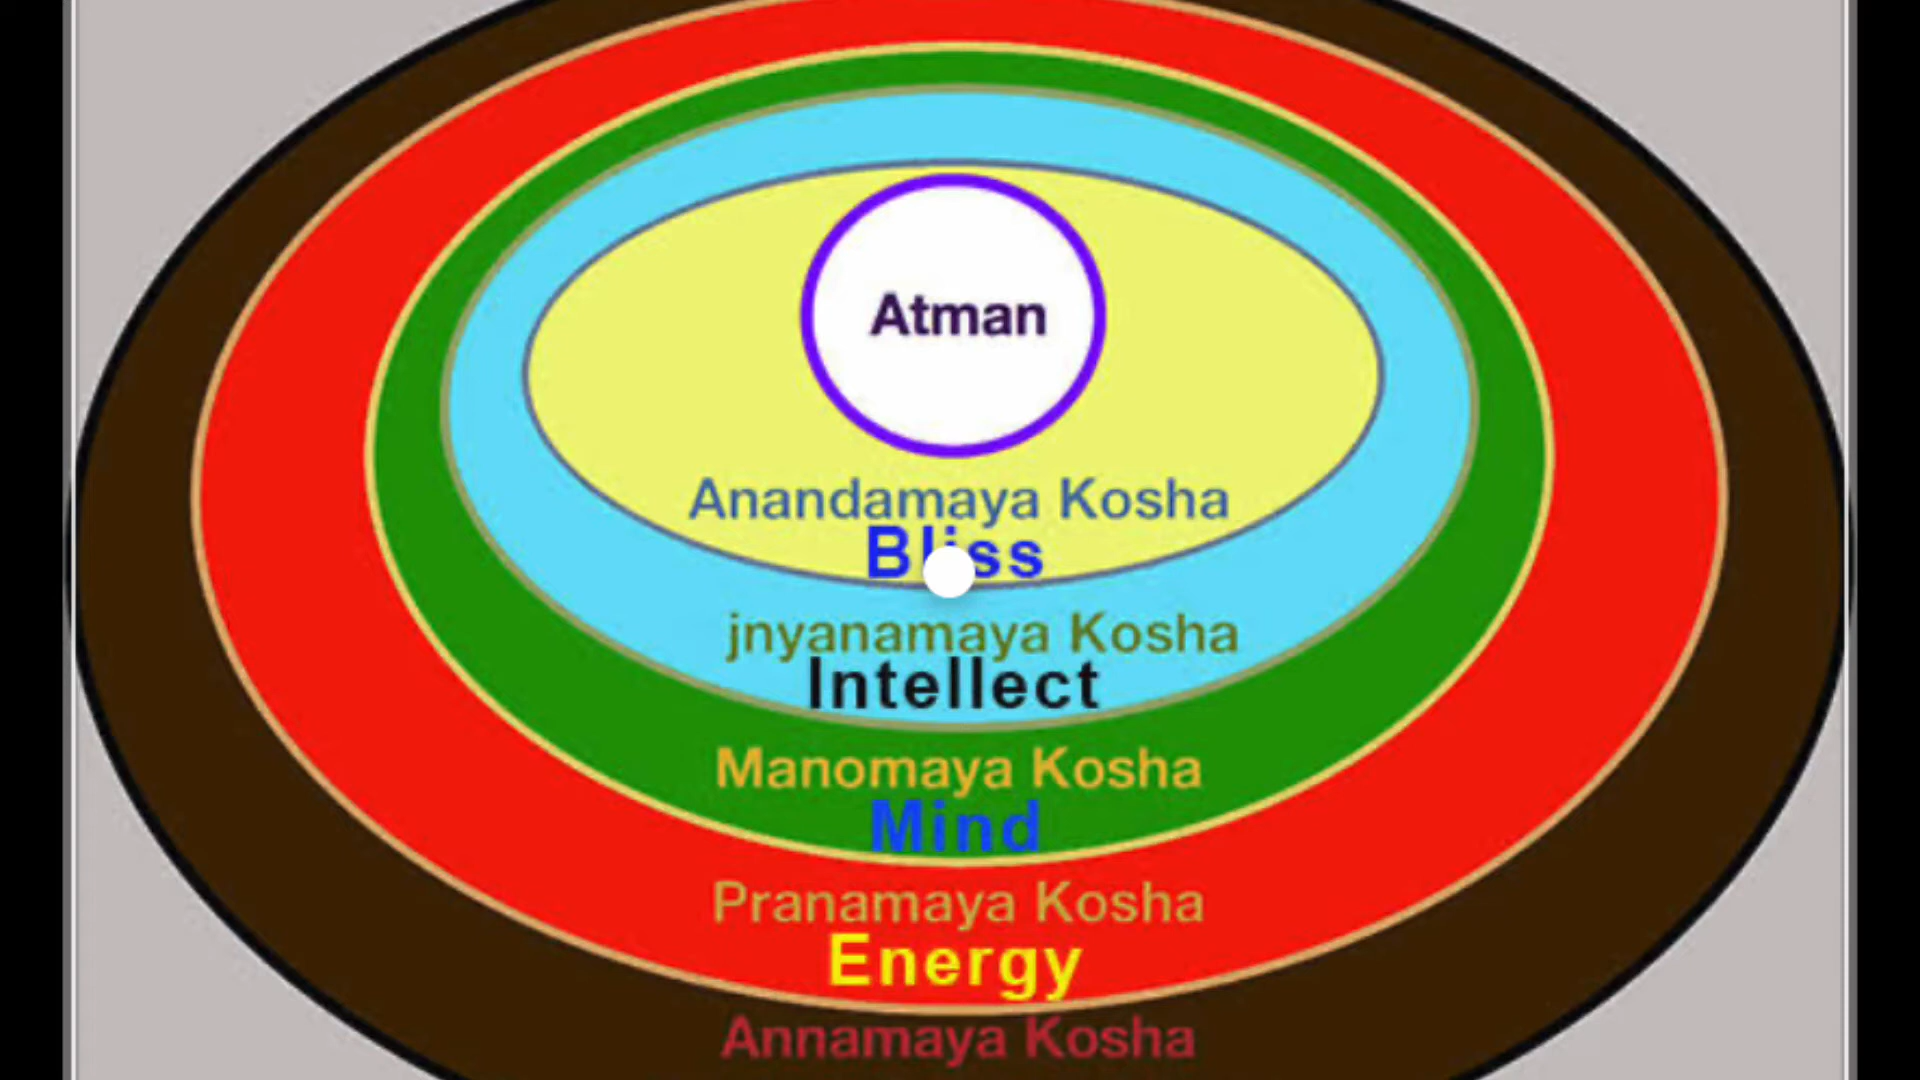 Atman
Anandamaya Kosha
Bliss
jnyanamaya Kosha
Intellect
Manomaya Kosha
Mind
Pranamaya Kosha
Energy
Annamaya Kosha